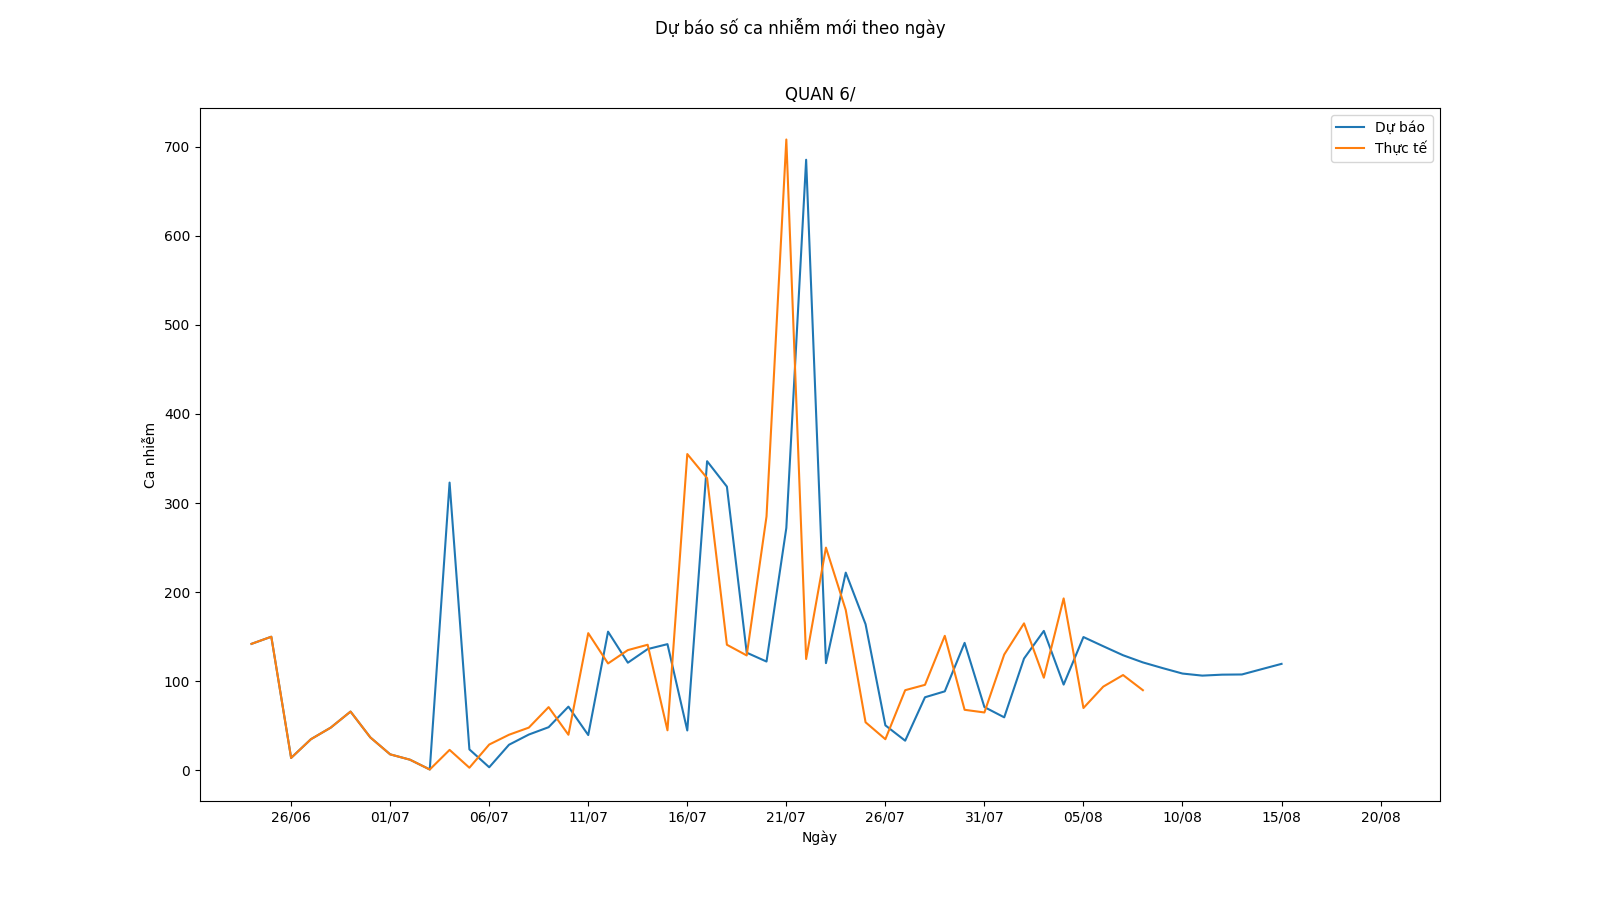 Dự báo số ca nhiễm mới theo ngày
QUAN 6/
Dự báo
Thực tế
700
600
500
400
300
200
100
0
Ca nhiễm
26/06 01/07 06/07 11/07 16/07 21/07 26/07 31/07 05/08 10/08 15/08 20/08
Ngày